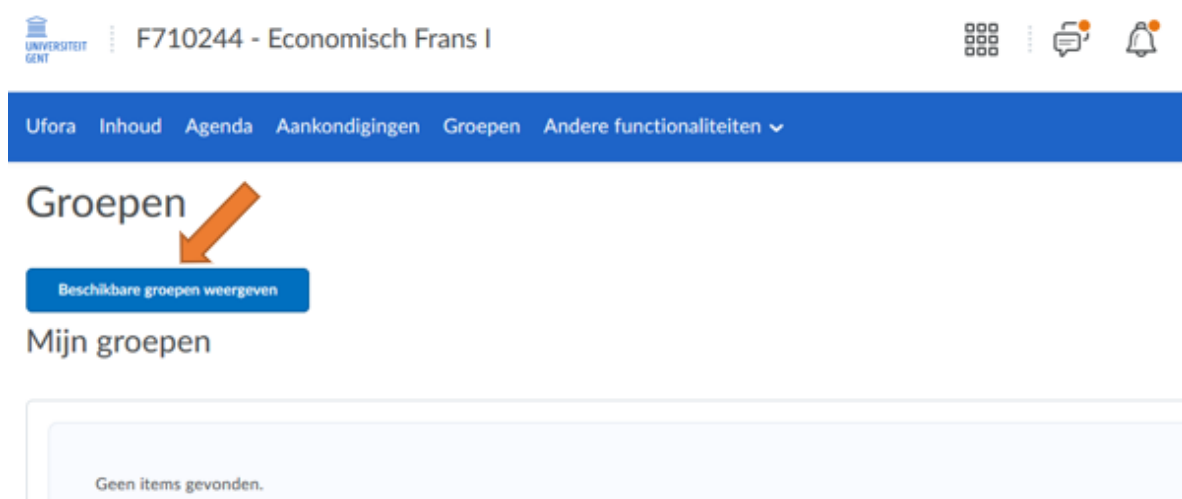 UNIVERSITEIT
GENT
F710244 - Economisch Frans I
Ufora Inhoud Agenda Aankondigingen Groepen Andere functionaliteiten
Groepen
Beschikbare groepen weergeven
Mijn groepen
Geen items gevonden.